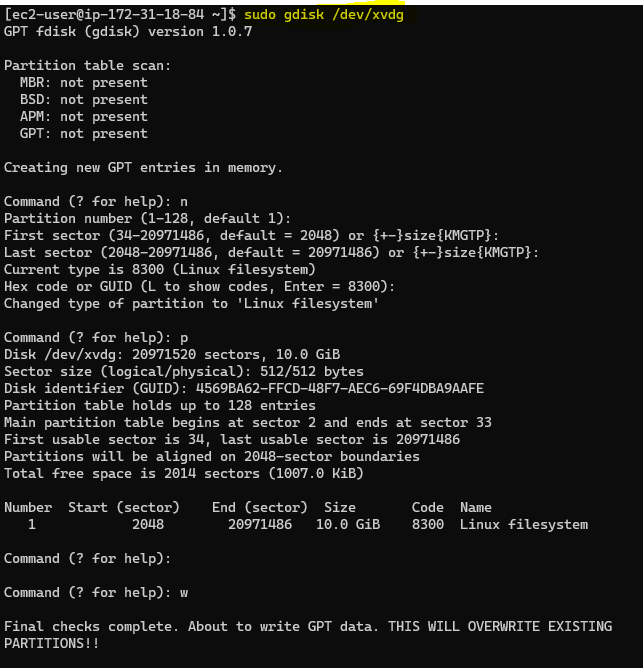 [ec2-user@ip-172-31-18-84 ~]$ sudo gdisk /dev/xvdg
GPT fdisk (gdisk) version 1.0.7
Partition table scan:
MBR: not present
BSD: not present
APM: not present
GPT: not present
Creating new GPT entries in memory.
Command (? for help): n
Partition number (1-128, default 1):
First sector (34-20971486, default = 2048) or {+-}size{KMGTP}:
Last sector (2048-20971486, default = 20971486) or {+-}size{KMGTP}:
Current type is 8300 (Linux filesystem)
Hex code or GUID (L to show codes, Enter = 8300):
Changed type of partition to 'Linux filesystem'
Command (? for help): p
Disk /dev/xvdg: 20971520 sectors, 10.0 GiB
Sector size (logical/physical): 512/512 bytes
Disk identifier (GUID): 4569BA62-FFCD-48F7-AEC6-69F4DBA9AAFE
Partition table holds up to 128 entries
Main partition table begins at sector 2 and ends at sector 33
First usable sector is 34, last usable sector is 20971486
Partitions will be aligned on 2048-sector boundaries
Total free space is 2014 sectors (1007.0 KiB)
Number  Start (sector)    End (sector)  Size       Code  Name
1            2048        20971486   10.0 GiB    8300  Linux filesystem
Command (? for help):
Command (? for help): w
Final checks complete. About to write GPT data. THIS WILL OVERWRITE EXISTING
PARTITIONS!!